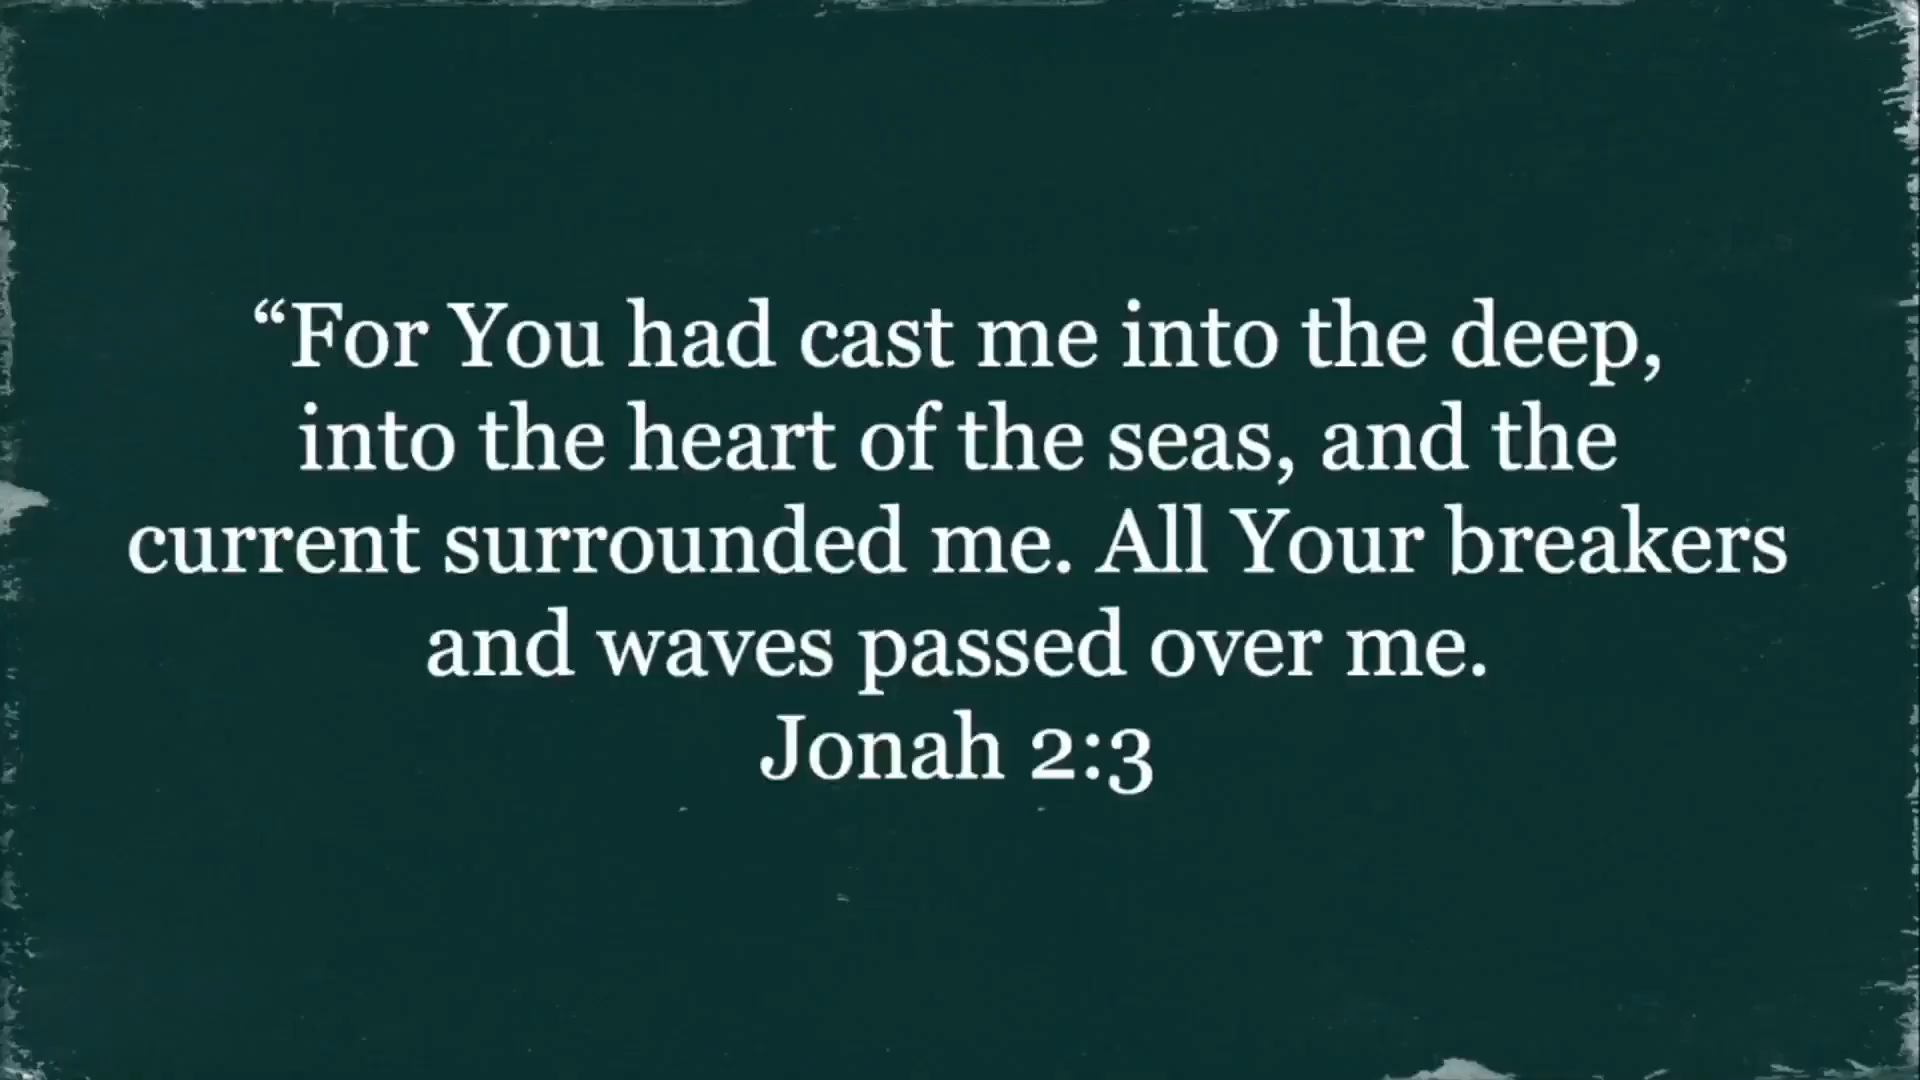 “For You had cast me into the deep,
into the heart of the seas, and the
current surrounded me. All Your breakers
and waves passed over me.
Jonah 2:3